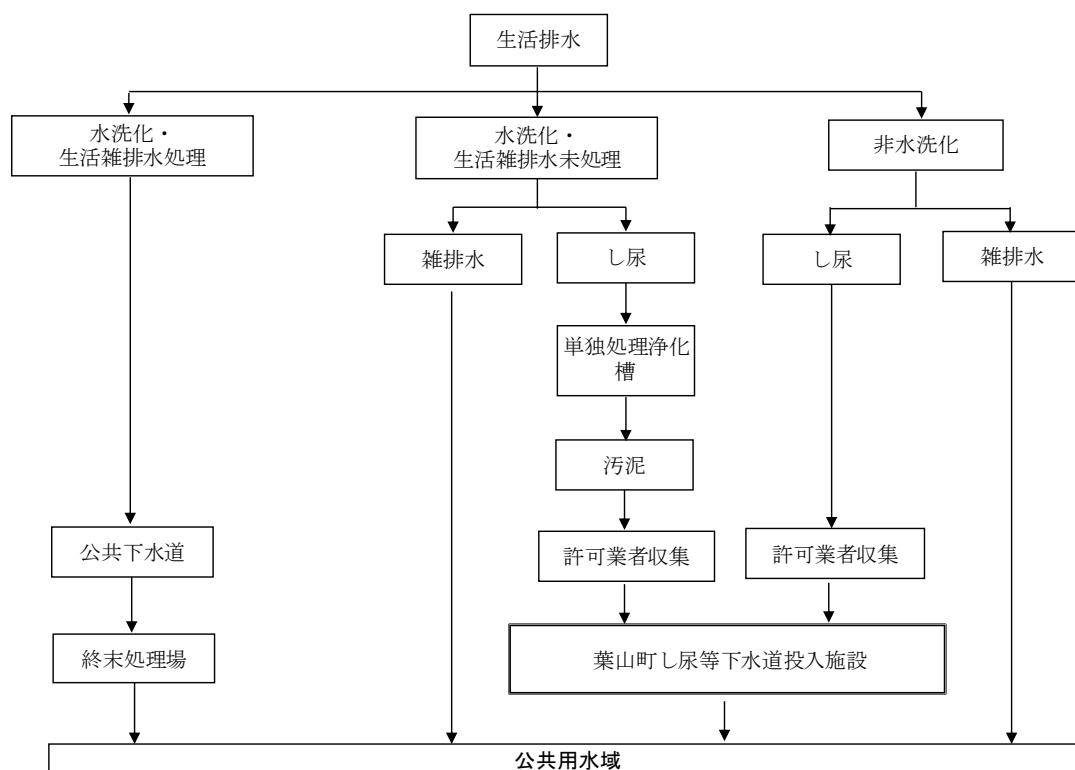 生活排水
水洗化・
生活雑排水処理
水洗化・
生活雑排水未処理
非水洗化
雑排水
し尿
し尿
雑排水
単独処理浄化
槽
汚泥
公共下水道
許可業者収集
許可業者収集
終末処理場
葉山町し尿等下水道投入施設
公共用水域